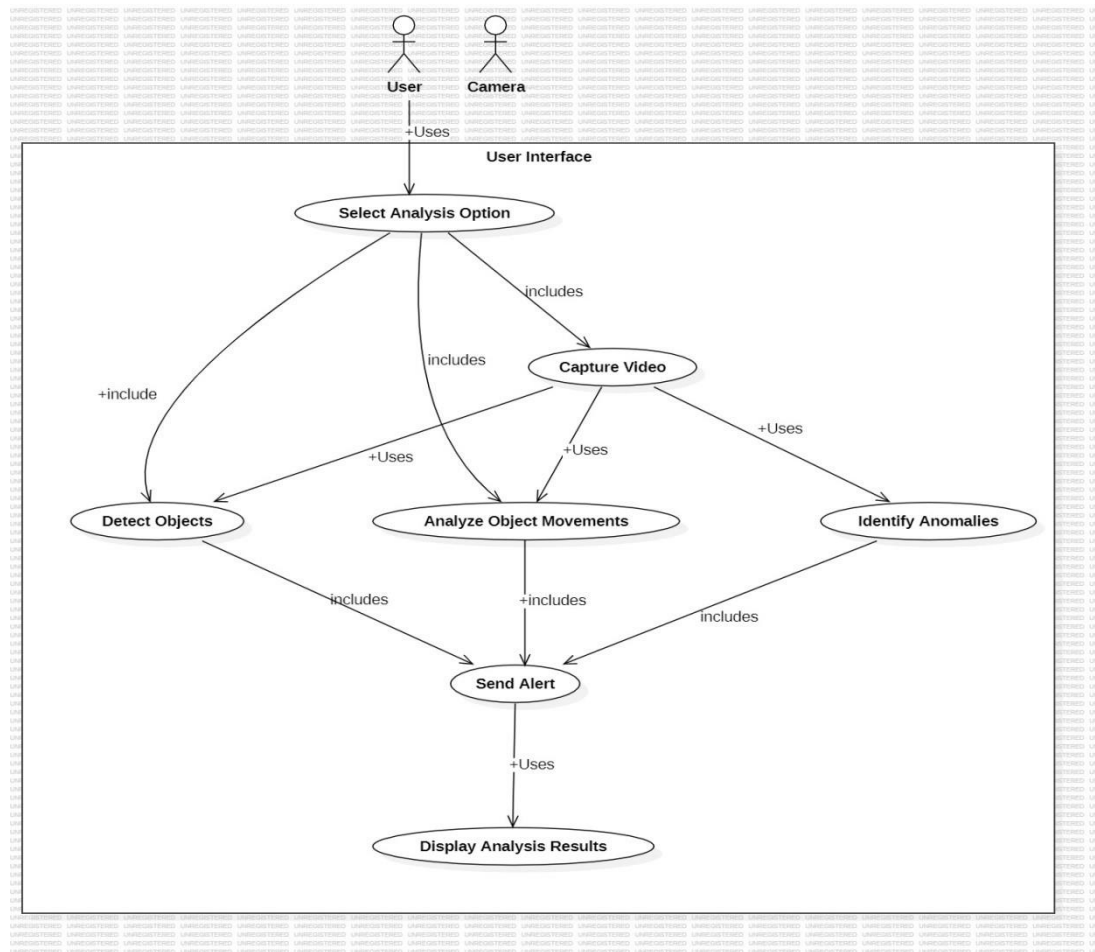 User
Camera
+Uses
User Interface
Select Analysis Option
includes
includes
Capture Video
+include
+Uses
+Uses
+Uses
Detect Objects
Analyze Object Movements
Identify Anomalies
includes
+includes
includes
Send Alert
+Uses
Display Analysis Results
UNREGISTERED